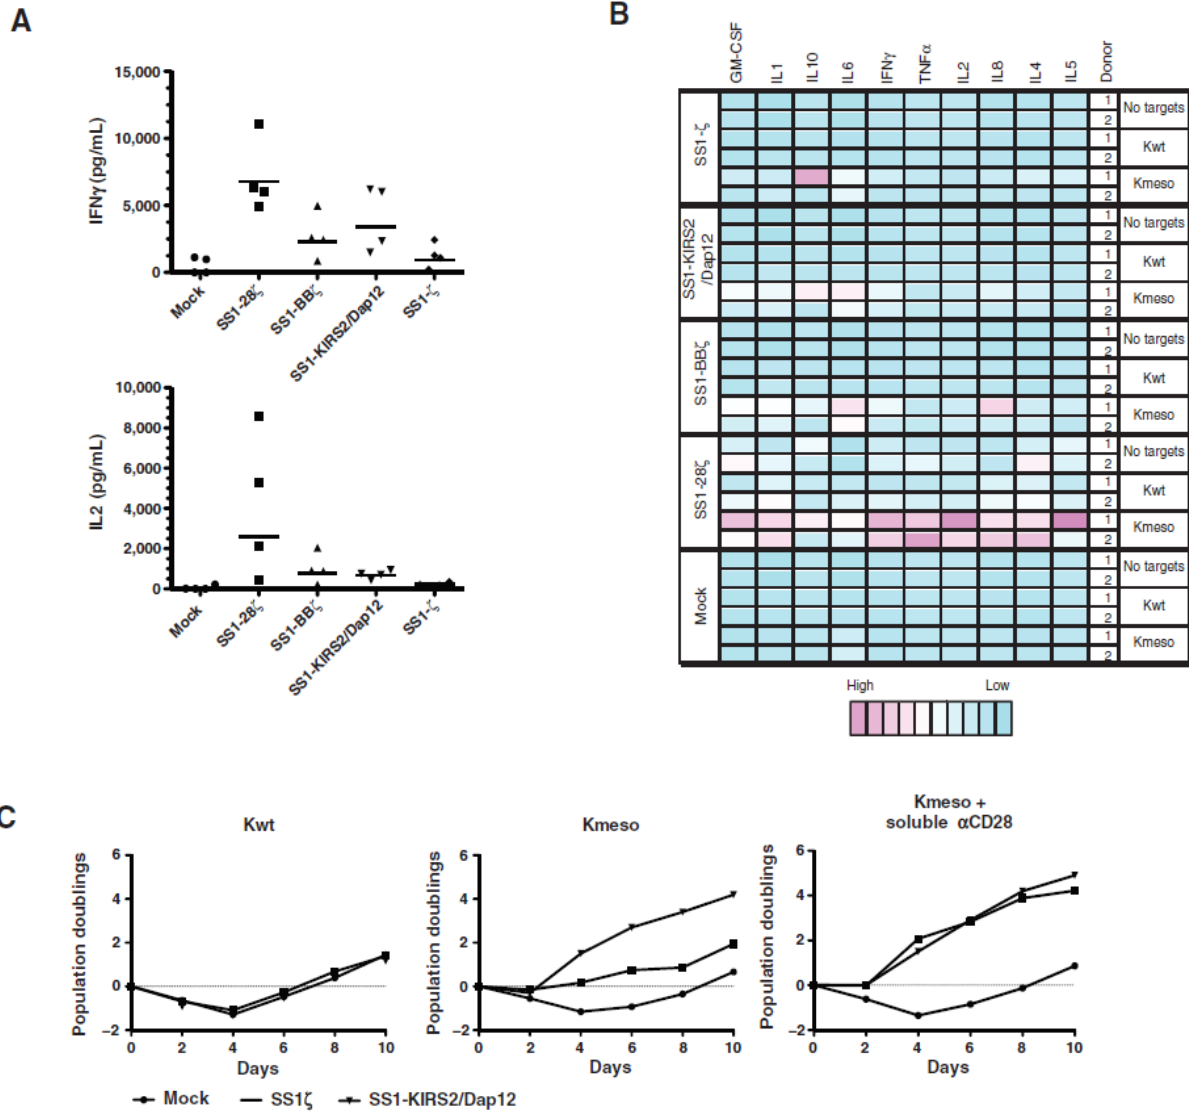 A
15,000
10,000
5,000
0
IFNγ (pg/mL)
Mock
SS1-28ζ
SS1-BBζ
SS1-KIRS2/Dap12
SS1-ζ
10,000
8,000
6,000
4,000
2,000
0
IL2 (pg/mL)
Mock
SS1-28ζ
SS1-BBζ
SS1-KIRS2/Dap12
SS1-ζ
B
GM-CSF IL1 IL10 IL6 IFNγ TNFα IL2 IL8 IL4 IL5 Donor
SS1-ζ
1 No targets
2
1 Kwt
2
1 Kmeso
2
SS1-KIRS2
/Dap12
1 No targets
2
1 Kwt
2
1 Kmeso
2
SS1-BBζ
1 No targets
2
1 Kwt
2
1 Kmeso
2
SS1-28ζ
1 No targets
2
1 Kwt
2
1 Kmeso
2
Mock
1 No targets
2
1 Kwt
2
1 Kmeso
2
High Low
C
Kwt
Population doublings
6
4
2
0
−2
0 2 4 6 8 10
Days
Kmeso
Population doublings
6
4
2
0
−2
0 2 4 6 8 10
Days
Kmeso +
soluble αCD28
Population doublings
6
4
2
0
−2
0 2 4 6 8 10
Days
Mock SS1ζ SS1-KIRS2/Dap12